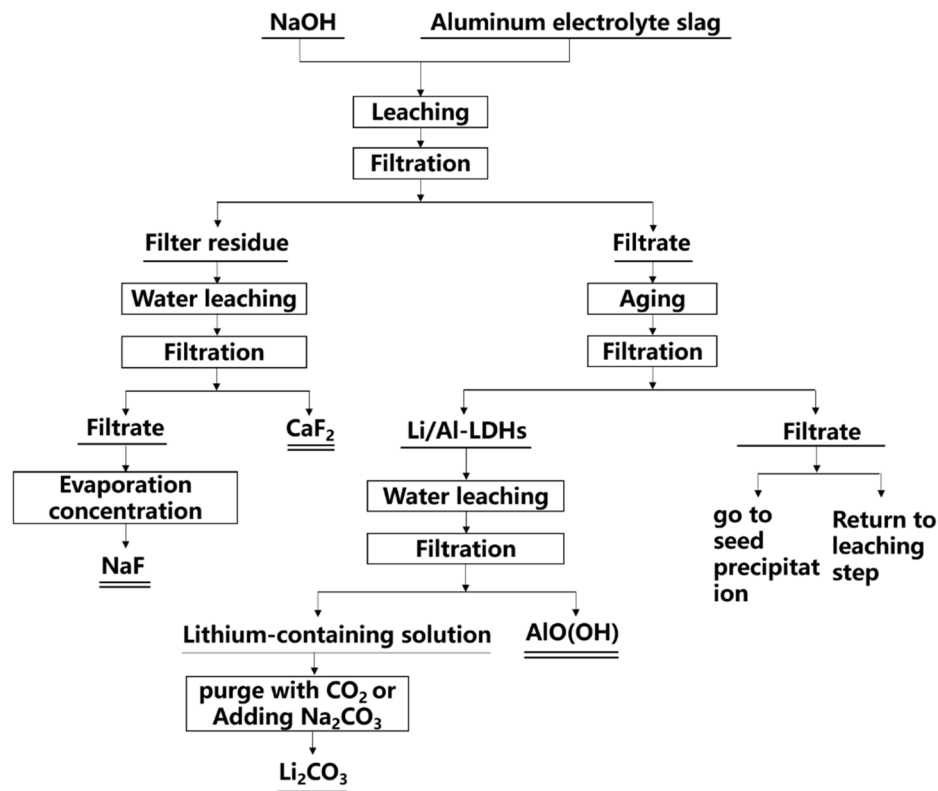 NaOH
Aluminum electrolyte slag
Leaching
Filtration
Filter residue
Filtrate
Water leaching
Aging
Filtration
Filtration
Filtrate
CaF₂
Li/Al-LDHs
Filtrate
Evaporation
concentration
Water leaching
go to
seed
precipitat
ion
Return to
leaching
step
Filtration
NaF
Lithium-containing solution
AlO(OH)
purge with CO₂ or
Adding Na₂CO₃
Li₂CO₃